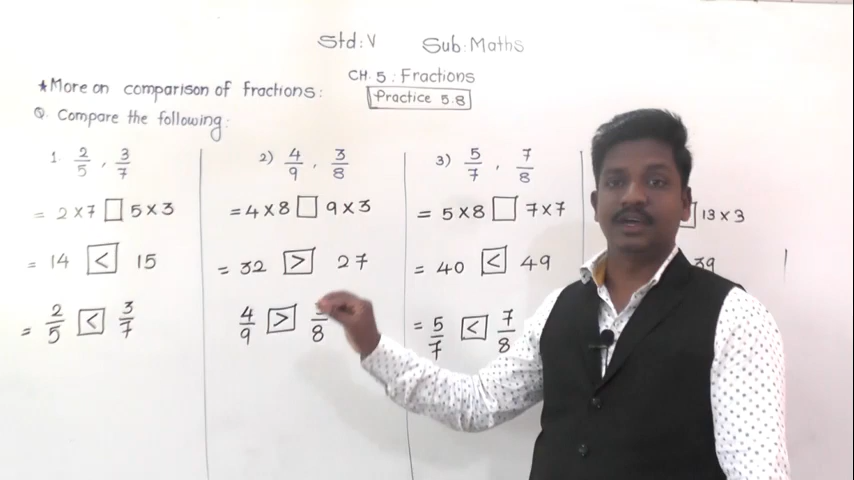 Std: V Sub: Maths
CH. 5: Fractions
Practice 5.8
*More on comparison of fractions:
Q. Compare the following:
1. 2/5 , 3/7
= 2×7 □ 5×3
= 14 < 15
= 2/5 < 3/7
2) 4/9 , 3/8
= 4×8 □ 9×3
= 32 > 27
4/9 > 3/8
3) 5/7 , 7/8
= 5×8 □ 7×7
= 40 < 49
= 5/7 < 7/8
13×3
39